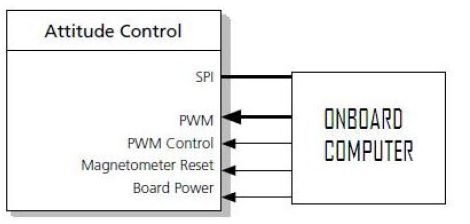 Attitude Control
SPI
PWM
PWM Control
Magnetometer Reset
Board Power
ONBOARD
COMPUTER